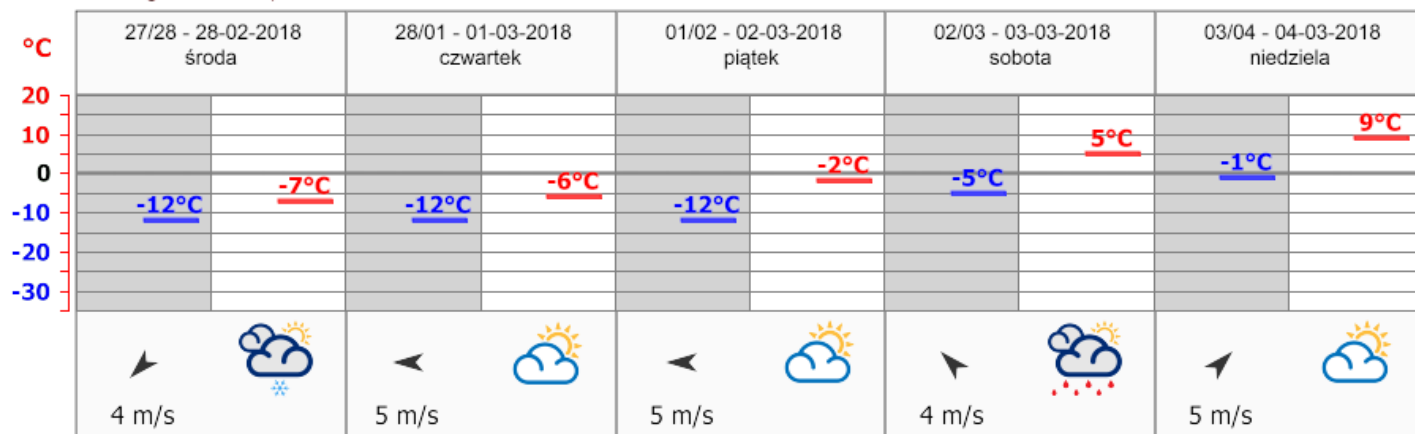 °C
27/28 - 28-02-2018
środa
28/01 - 01-03-2018
czwartek
01/02 - 02-03-2018
piątek
02/03 - 03-03-2018
sobota
03/04 - 04-03-2018
niedziela
20
10
0
-10
-20
-30
-12°C
-7°C
-12°C
-6°C
-12°C
-2°C
-5°C
5°C
-1°C
9°C
4 m/s
5 m/s
5 m/s
4 m/s
5 m/s